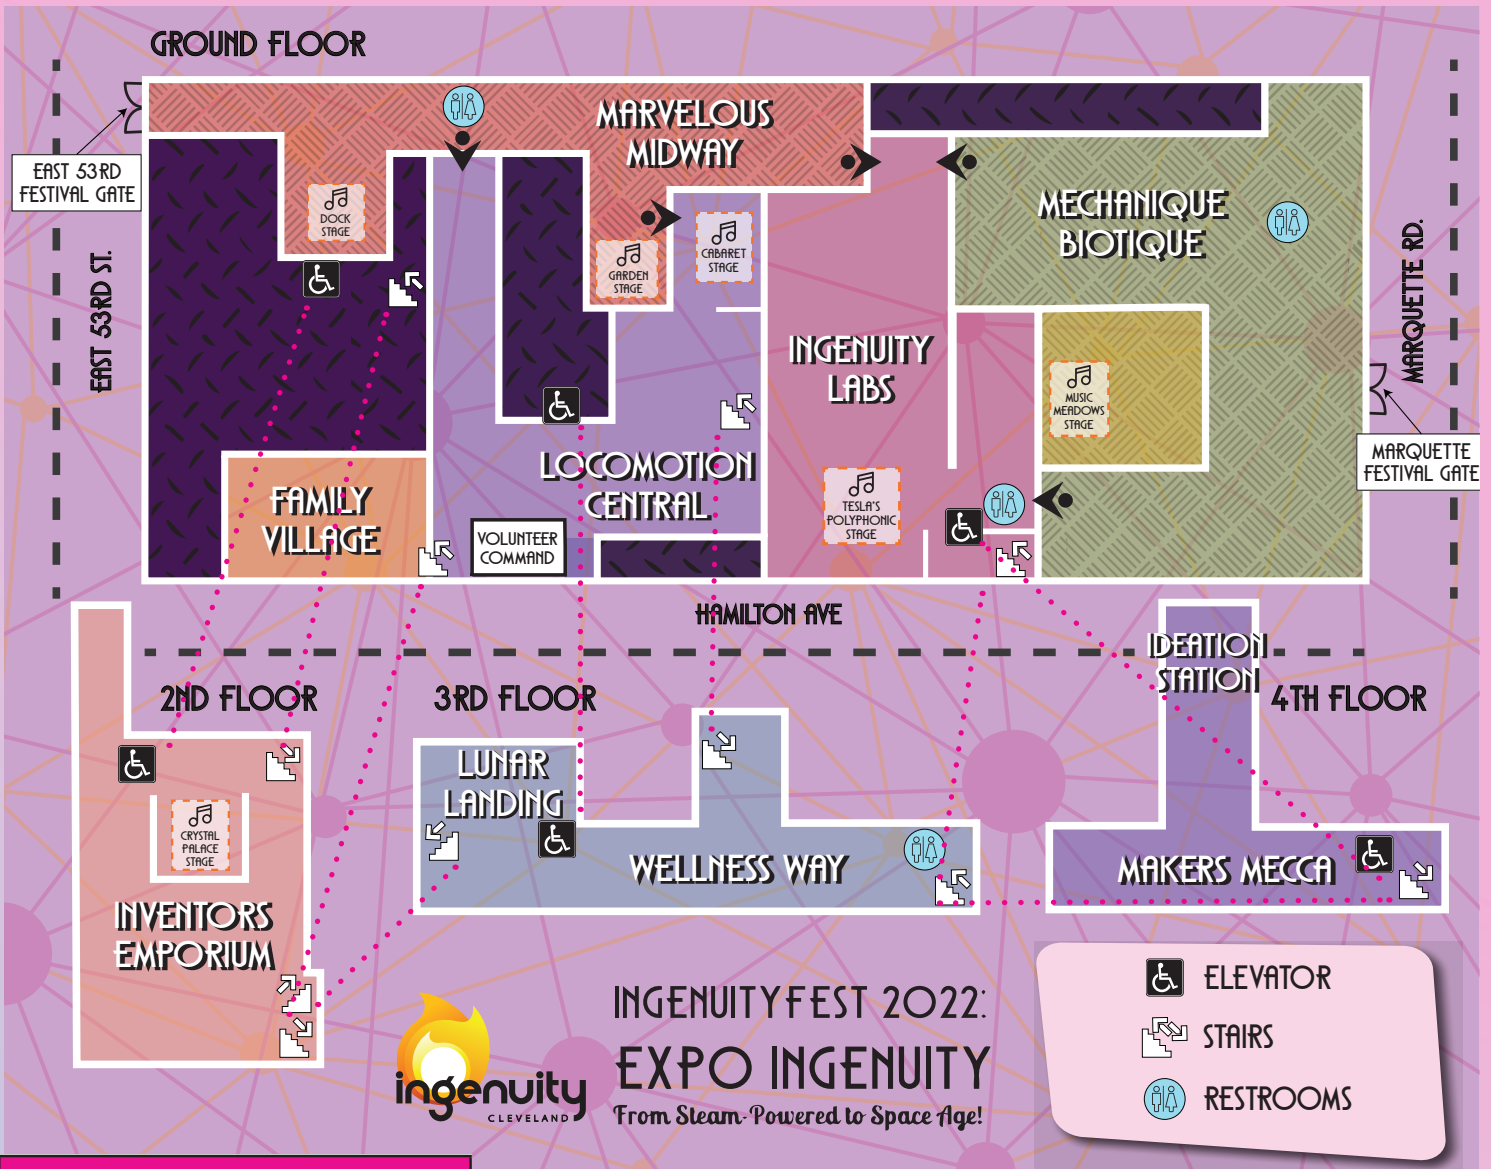 GROUND FLOOR
EAST 53RD
FESTIVAL GATE
EAST 53RD ST.
MARVELOUS
MIDWAY
DOCK
STAGE
GARDEN
STAGE
CABARET
STAGE
MECHANIQUE
BIOTIQUE
INGENUITY
LABS
MUSIC
MEADOWS
STAGE
MARQUETTE RD.
MARQUETTE
FESTIVAL GATE
FAMILY
VILLAGE
LOCOMOTION
CENTRAL
VOLUNTEER
COMMAND
TESLA'S
POLYPHONIC
STAGE
HAMILTON AVE
2ND FLOOR
CRYSTAL
PALACE
STAGE
INVENTORS
EMPORIUM
3RD FLOOR
LUNAR
LANDING
WELLNESS WAY
IDEATION
STATION
4TH FLOOR
MAKERS MECCA
ingenuity
CLEVELAND
INGENUITYFEST 2022:
EXPO INGENUITY
From Steam-Powered to Space Age!
ELEVATOR
STAIRS
RESTROOMS